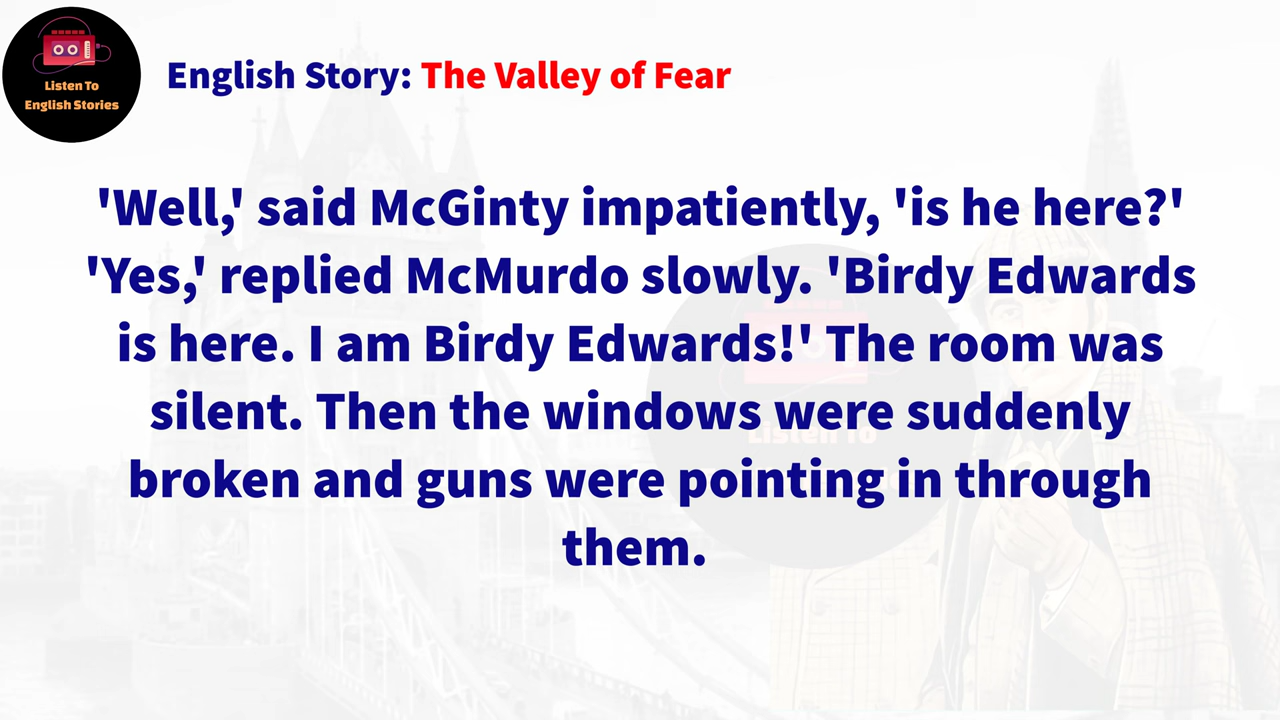 Listen To
English Stories
English Story: The Valley of Fear
'Well,' said McGinty impatiently, 'is he here?'
'Yes,' replied McMurdo slowly. 'Birdy Edwards
is here. I am Birdy Edwards!' The room was
silent. Then the windows were suddenly
broken and guns were pointing in through
them.
Listen To